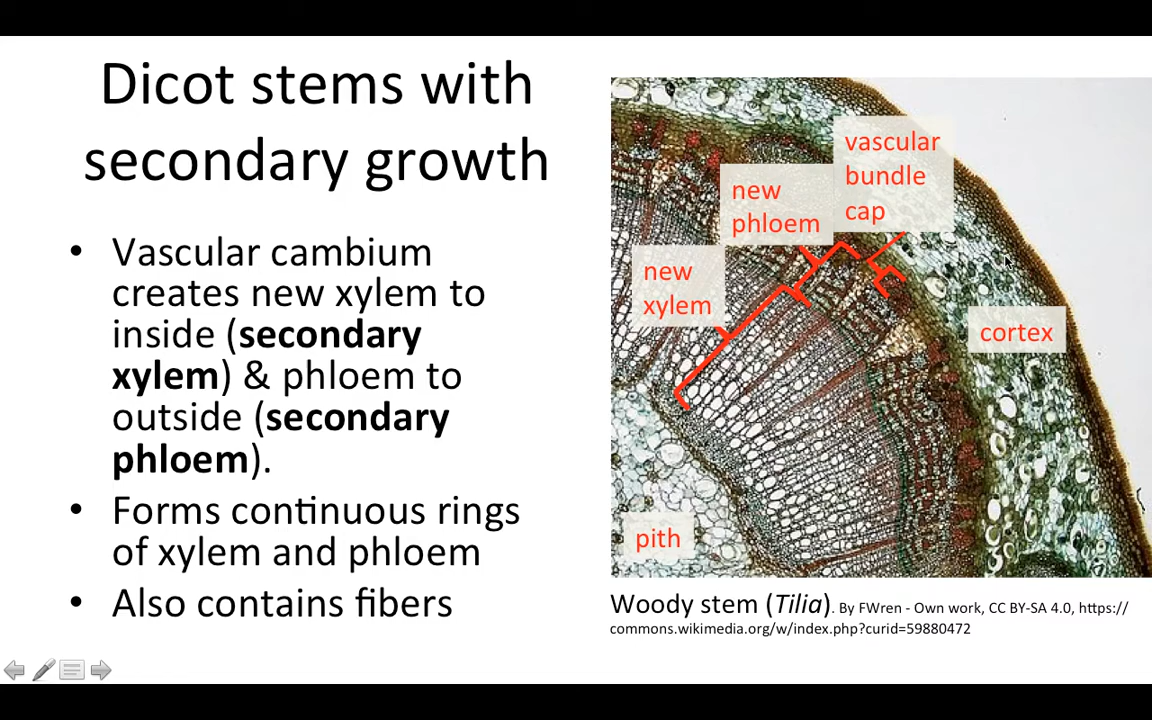 Dicot stems with
secondary growth
• Vascular cambium
creates new xylem to
inside (secondary
xylem) & phloem to
outside (secondary
phloem).
• Forms continuous rings
of xylem and phloem
• Also contains fibers
vascular
bundle
cap
new
phloem
new
xylem
cortex
pith
Woody stem (Tilia). By FWren - Own work, CC BY-SA 4.0, https://
commons.wikimedia.org/w/index.php?curid=59880472